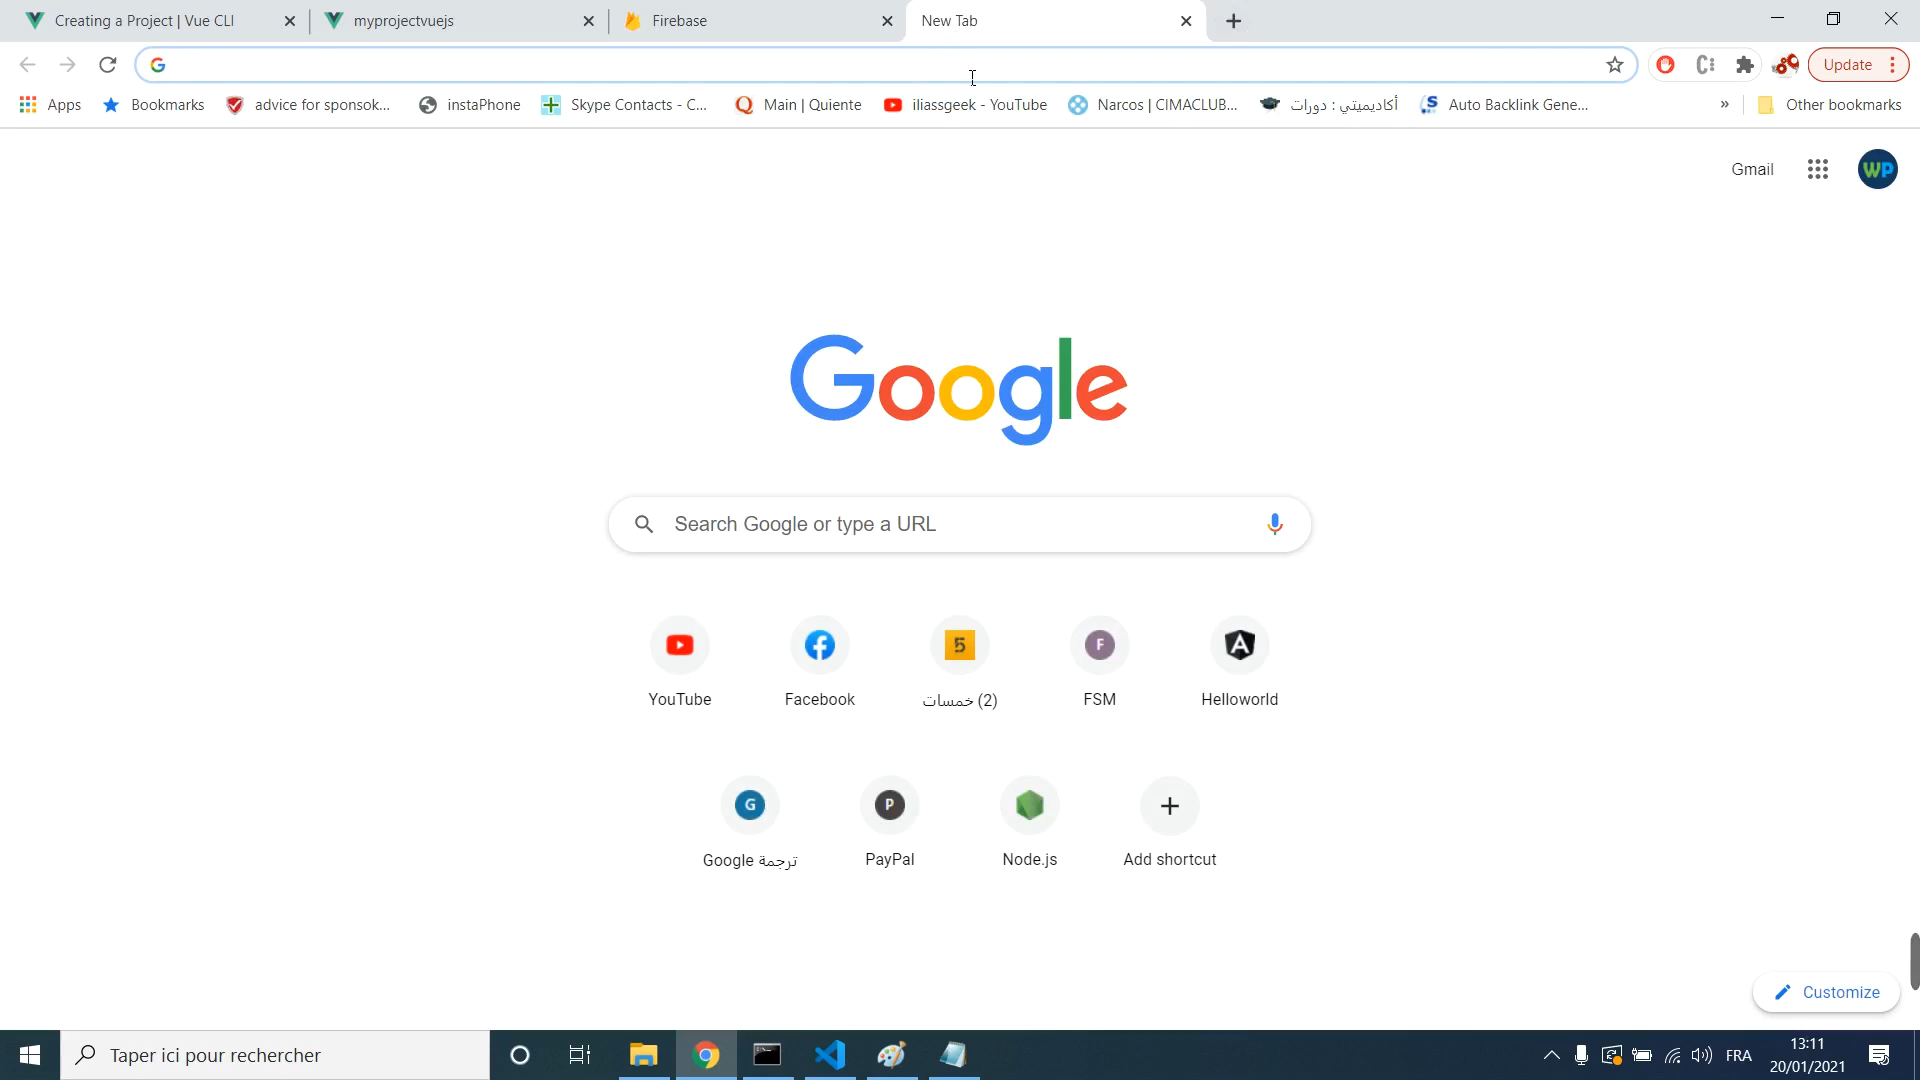 Creating a Project | Vue CLI
myprojectvuejs
Firebase
New Tab
Update
Apps
Bookmarks
advice for sponsok...
instaPhone
Skype Contacts - C...
Main | Quiente
iliassgeek - YouTube
Narcos | CIMACLUB...
أكاديميتي : دورات
Auto Backlink Gene...
»
Other bookmarks
Gmail
WP
Google
Search Google or type a URL
YouTube
Facebook
(2) خمسات
FSM
Helloworld
Google ترجمة
PayPal
Node.js
Add shortcut
Customize
Taper ici pour rechercher
FRA
13:11
20/01/2021